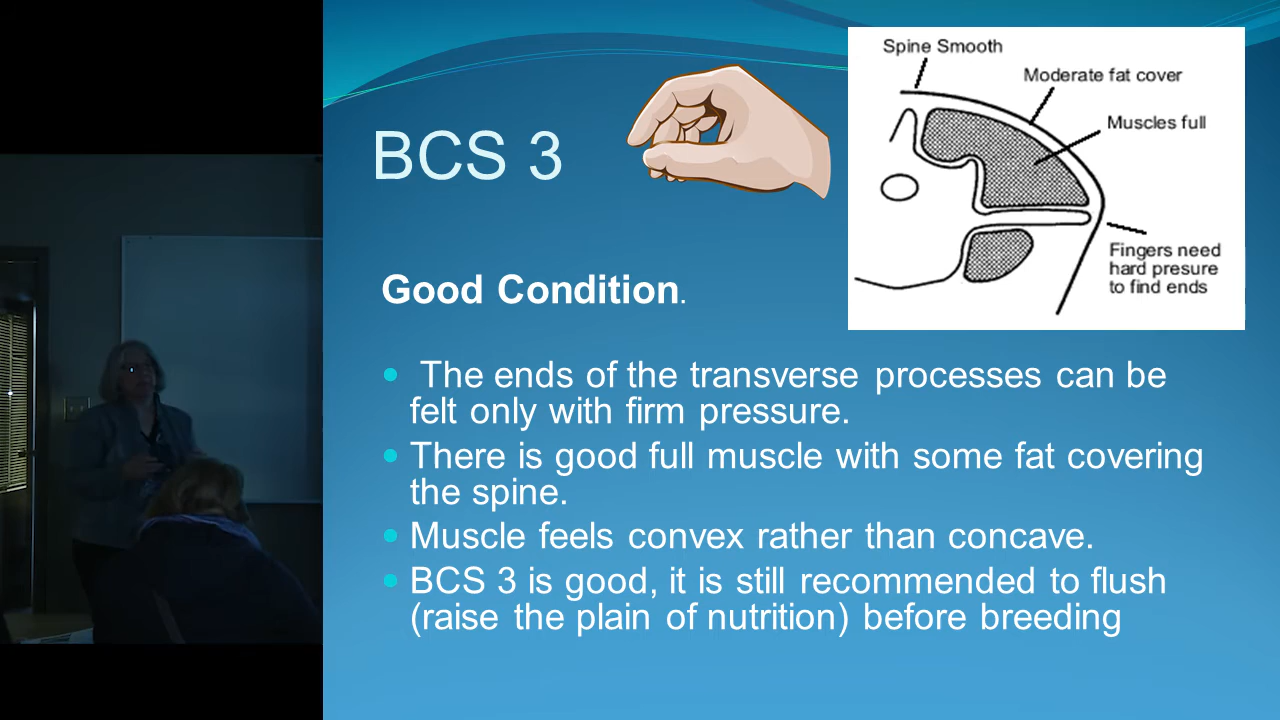 BCS 3
Spine Smooth
Moderate fat cover
Muscles full
Fingers need
hard presure
to find ends
Good Condition.
The ends of the transverse processes can be
felt only with firm pressure.
There is good full muscle with some fat covering
the spine.
Muscle feels convex rather than concave.
BCS 3 is good, it is still recommended to flush
(raise the plain of nutrition) before breeding